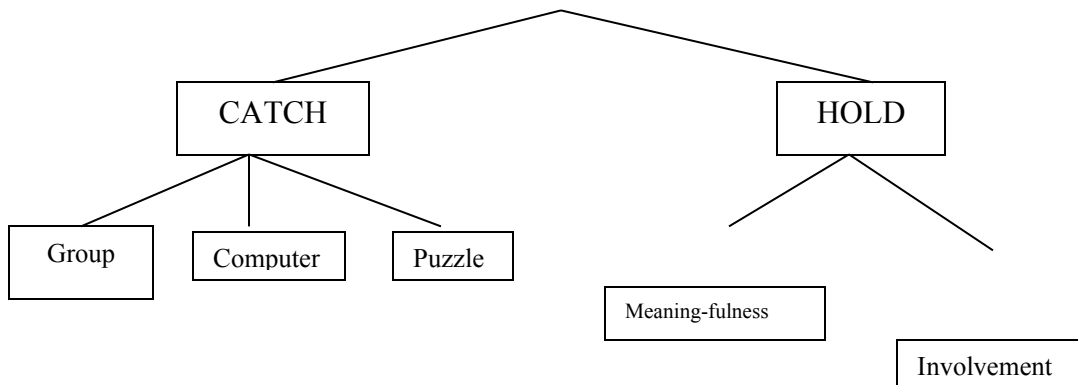 CATCH
HOLD
Group
Computer
Puzzle
Meaning-fulness
Involvement